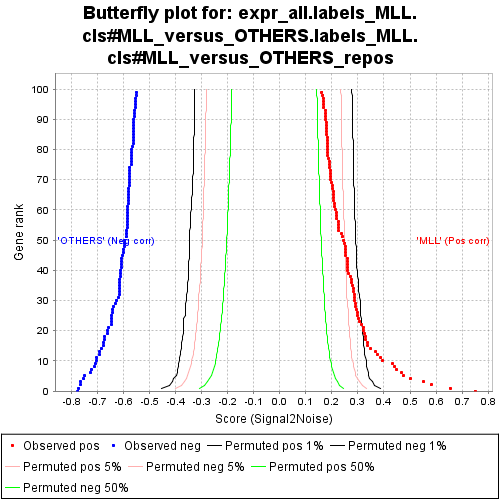 Butterfly plot for: expr_all.labels_MLL.
cls#MLL_versus_OTHERS.labels_MLL.
cls#MLL_versus_OTHERS_repos
100
90
80
70
60
50
40
30
20
10
0
Gene rank
'OTHERS' (Neg corr)
'MLL' (Pos corr)
-0.8 -0.7 -0.6 -0.5 -0.4 -0.3 -0.2 -0.1 0.0 0.1 0.2 0.3 0.4 0.5 0.6 0.7 0.8
Score (Signal2Noise)
Observed pos Observed neg Permuted pos 1% Permuted neg 1%
Permuted pos 5% Permuted neg 5% Permuted pos 50%
Permuted neg 50%